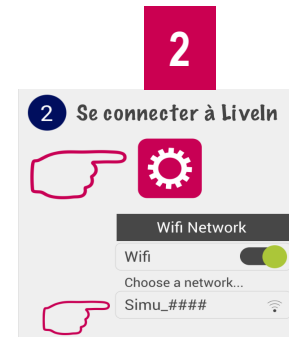 2
2 Se connecter à LiveIn
Wifi Network
Wifi
Choose a network...
Simu_####